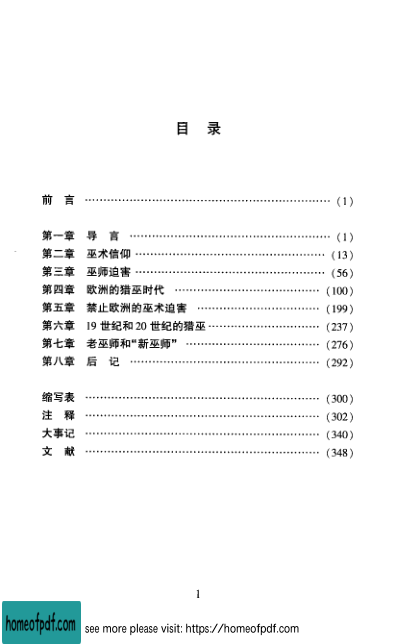 目 录
前 言 ……………………………………………………… (1)
第一章 导 言 ……………………………………………… (1)
第二章 巫术信仰 …………………………………………… (13)
第三章 巫师迫害 …………………………………………… (56)
第四章 欧洲的猎巫时代 ………………………………… (100)
第五章 禁止欧洲的巫术迫害 …………………………… (199)
第六章 19世纪和20世纪的猎巫 ………………………… (237)
第七章 老巫师和“新巫师” ……………………………… (276)
第八章 后 记 ……………………………………………… (292)
缩写表 ……………………………………………………… (300)
注 释 ……………………………………………………… (302)
大事记 ……………………………………………………… (340)
文 献 ……………………………………………………… (348)
1
homeofpdf.com see more please visit: https://homeofpdf.com